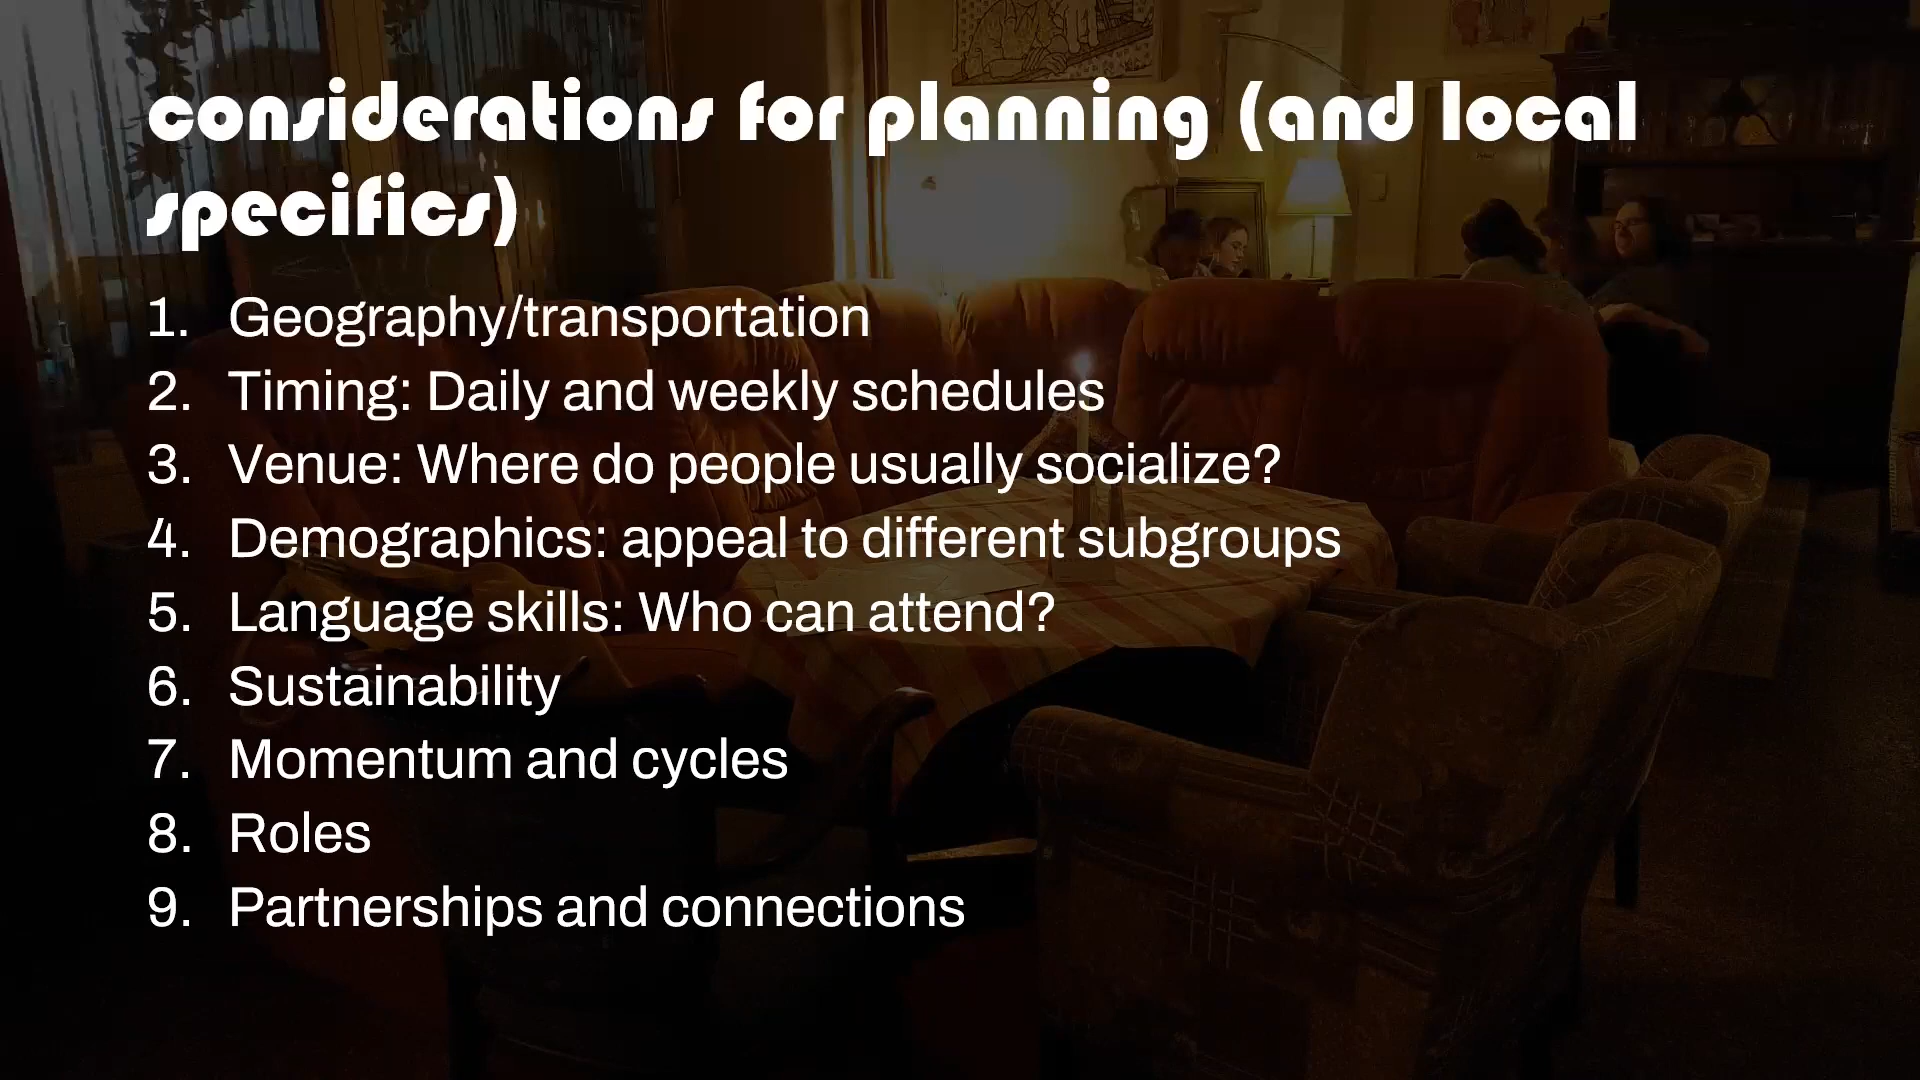 considerations for planning (and local
specifics)
1. Geography/transportation
2. Timing: Daily and weekly schedules
3. Venue: Where do people usually socialize?
4. Demographics: appeal to different subgroups
5. Language skills: Who can attend?
6. Sustainability
7. Momentum and cycles
8. Roles
9. Partnerships and connections